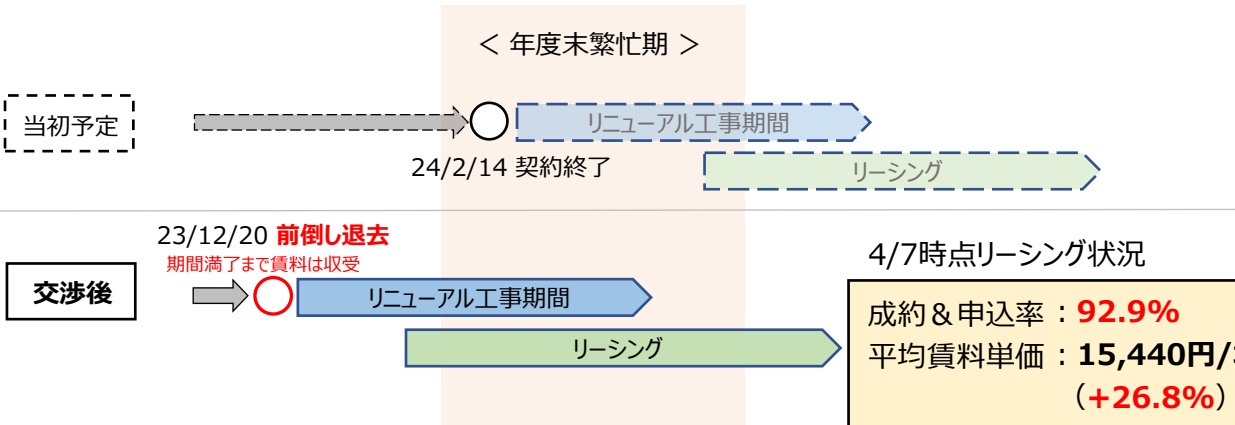 ＜ 年度末繁忙期 ＞
当初予定
リニューアル工事期間
24/2/14 契約終了
リーシング
23/12/20 前倒し退去
期間満了まで賃料は収受
交渉後
リニューアル工事期間
リーシング
4/7時点リーシング状況
成約＆申込率：92.9%
平均賃料単価：15,440円/
（+26.8%）